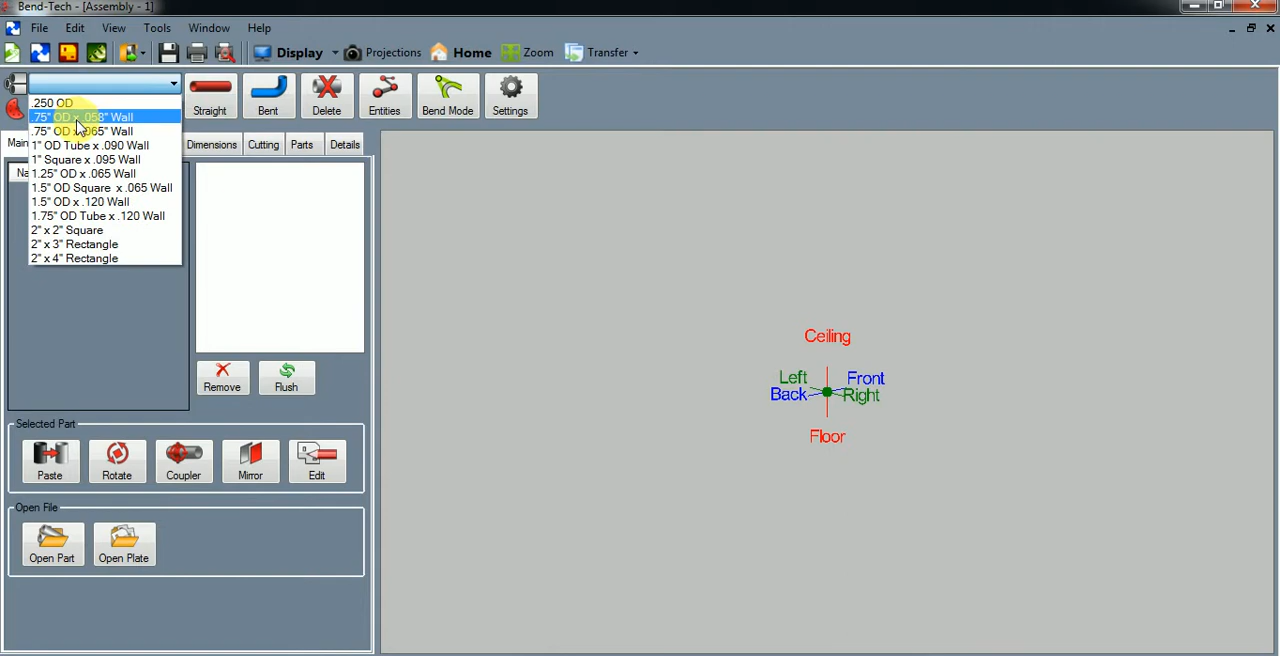 Bend-Tech - [Assembly - 1]
File Edit View Tools Window Help
Display Projections Home Zoom Transfer
Straight Bent Delete Entities Bend Mode Settings
.250 OD
.75" OD x .058" Wall
.75" OD x .065" Wall
1" OD Tube x .090 Wall
1" Square x .095 Wall
1.25" OD x .065 Wall
1.5" OD Square x .065 Wall
1.5" OD x .120 Wall
1.75" OD Tube x .120 Wall
2" x 2" Square
2" x 3" Rectangle
2" x 4" Rectangle
Main Dimensions Cutting Parts Details
Na
Remove Flush
Selected Part
Paste Rotate Coupler Mirror Edit
Open File
Open Part Open Plate
Ceiling
Left Front
Back Right
Floor